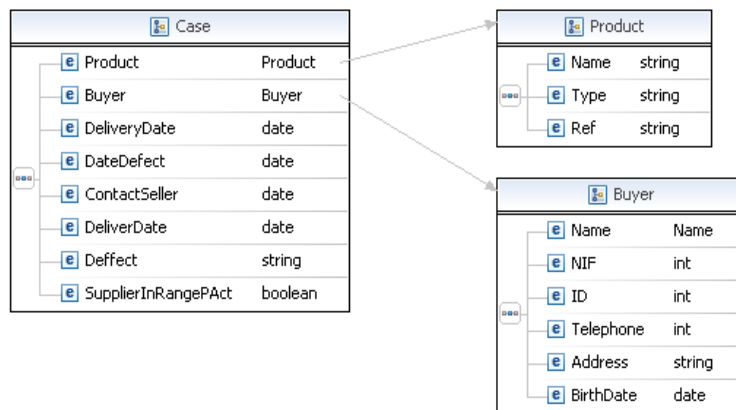 Case
e Product Product
e Buyer Buyer
e DeliveryDate date
e DateDefect date
e ContactSeller date
e DeliverDate date
e Deffect string
e SupplierInRangePAct boolean
Product
e Name string
e Type string
e Ref string
Buyer
e Name Name
e NIF int
e ID int
e Telephone int
e Address string
e BirthDate date